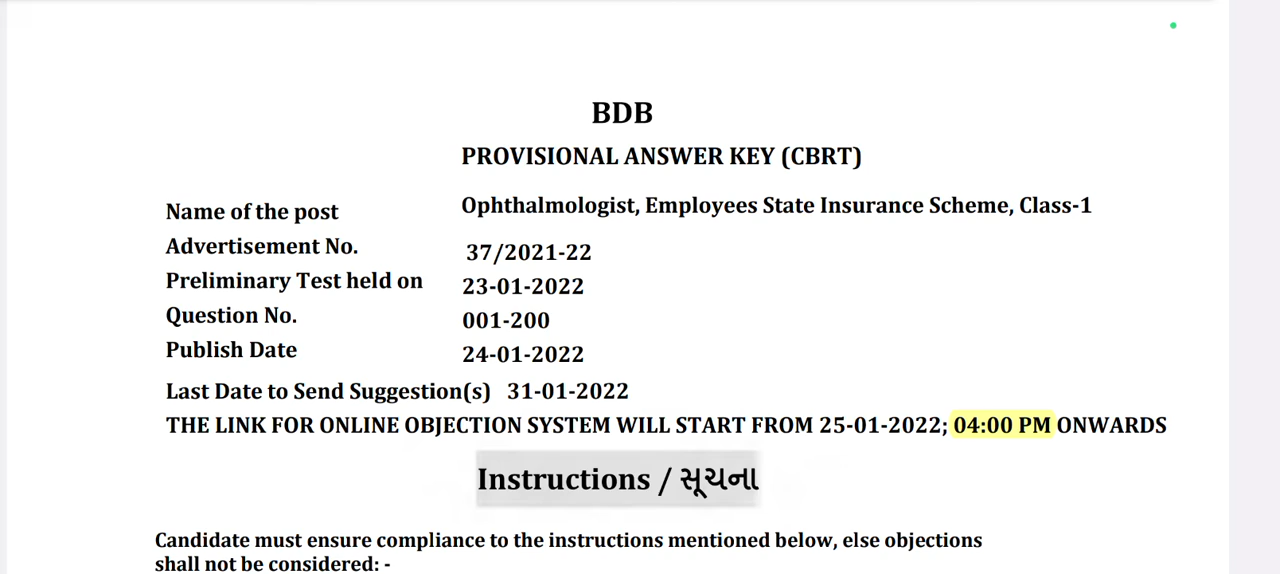 BDB
PROVISIONAL ANSWER KEY (CBRT)
Name of the post Ophthalmologist, Employees State Insurance Scheme, Class-1
Advertisement No. 37/2021-22
Preliminary Test held on 23-01-2022
Question No. 001-200
Publish Date 24-01-2022
Last Date to Send Suggestion(s) 31-01-2022
THE LINK FOR ONLINE OBJECTION SYSTEM WILL START FROM 25-01-2022; 04:00 PM ONWARDS
Instructions / સૂચના
Candidate must ensure compliance to the instructions mentioned below, else objections
shall not be considered: -